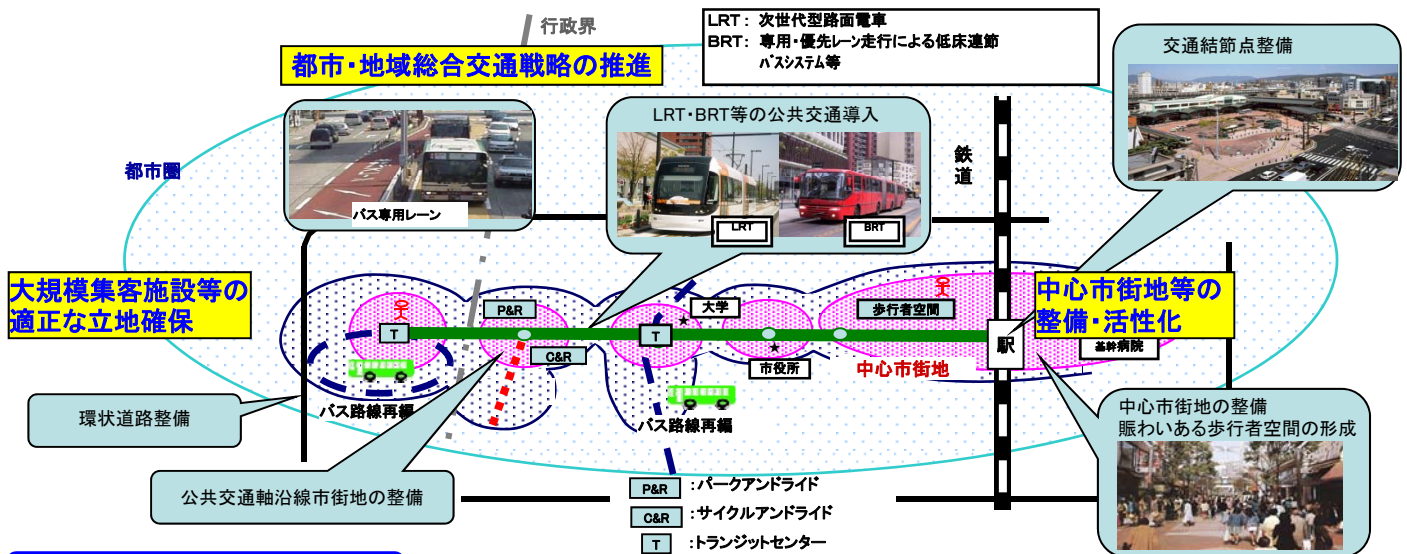 行政界
LRT： 次世代型路面電車
BRT： 専用・優先レーン走行による低床連節
バスシステム等
都市・地域総合交通戦略の推進
交通結節点整備
LRT・BRT等の公共交通導入
鉄道
都市圏
バス専用レーン
LRT
BRT
大規模集客施設等の
適正な立地確保
中心市街地等の
整備・活性化
P&R
大学
歩行者空間
T
T
駅
C&R
市役所
中心市街地
基幹病院
バス路線再編
バス路線再編
環状道路整備
中心市街地の整備
賑わいある歩行者空間の形成
公共交通軸沿線市街地の整備
P&R ：パークアンドライド
C&R ：サイクルアンドライド
T ：トランジットセンター